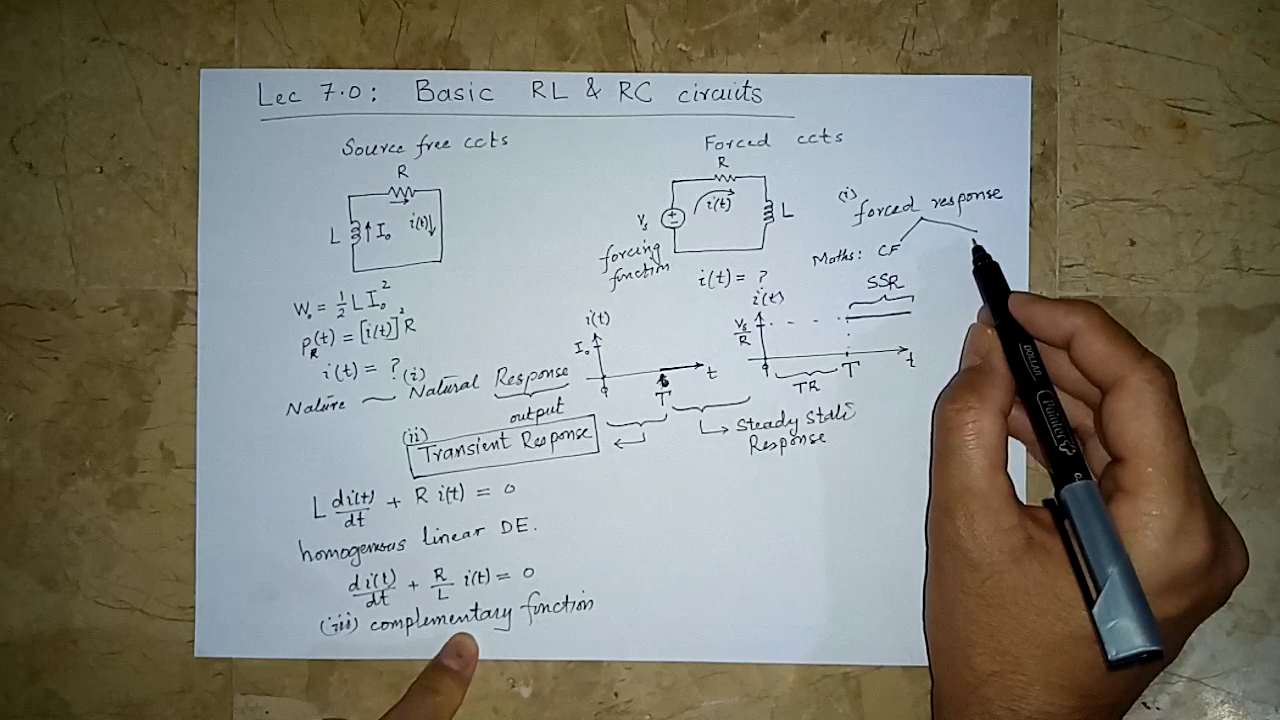 Lec 7.0: Basic RL & RC circuits
Source free ccts
R
L
I₀
i(t)
W₀ = 1/2 L I₀²
p_R(t) = [i(t)]² R
i(t) = ?
Nature
(i) Natural Response
output
(ii) Transient Response
L di(t)/dt + R i(t) = 0
homogenous linear DE.
di(t)/dt + R/L i(t) = 0
(iii) complementary function
i(t)
I₀
T
t
Steady State
Response
Forced ccts
R
Vs
i(t)
L
forcing
function
i(t) = ?
i(t)
Vs/R
SSR
TR
T
t
(i) forced response
Maths: CF
DOLLAR
Pointer